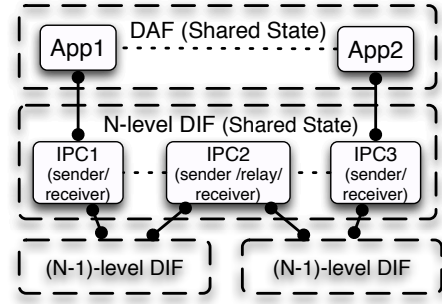 DAF (Shared State)
App1
App2
N-level DIF (Shared State)
IPC1
(sender/
receiver)
IPC2
(sender /relay/
receiver)
IPC3
(sender/
receiver)
(N-1)-level DIF
(N-1)-level DIF